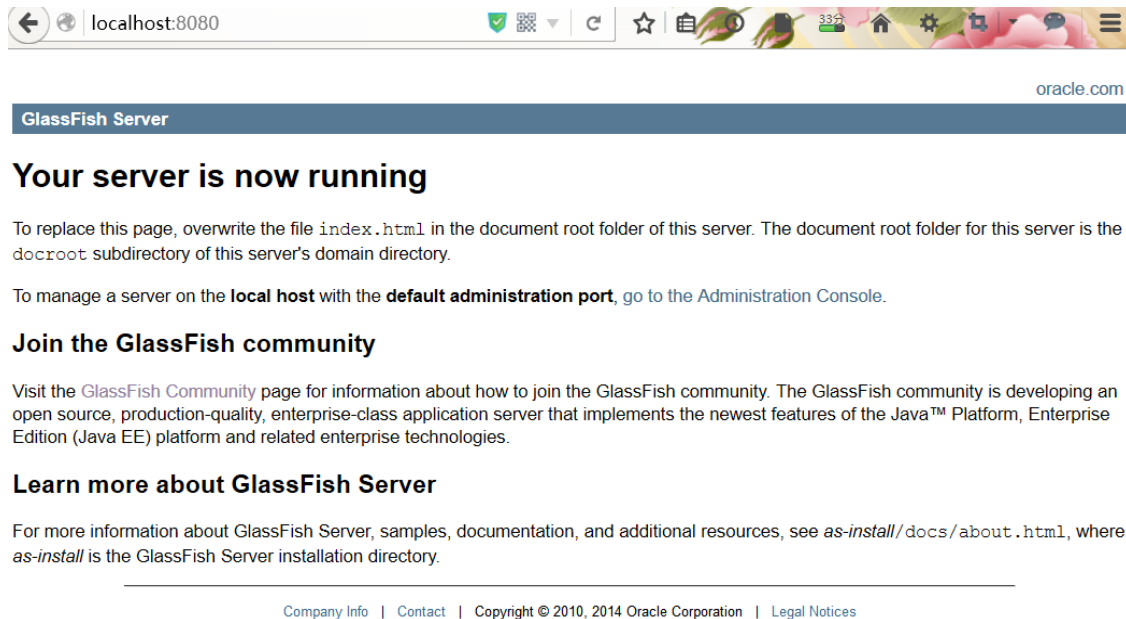 localhost:8080
33分
oracle.com
GlassFish Server
Your server is now running
To replace this page, overwrite the file index.html in the document root folder of this server. The document root folder for this server is the
docroot subdirectory of this server's domain directory.
To manage a server on the local host with the default administration port, go to the Administration Console.
Join the GlassFish community
Visit the GlassFish Community page for information about how to join the GlassFish community. The GlassFish community is developing an
open source, production-quality, enterprise-class application server that implements the newest features of the Java™ Platform, Enterprise
Edition (Java EE) platform and related enterprise technologies.
Learn more about GlassFish Server
For more information about GlassFish Server, samples, documentation, and additional resources, see as-install/docs/about.html, where
as-install is the GlassFish Server installation directory.
Company Info | Contact | Copyright © 2010, 2014 Oracle Corporation | Legal Notices